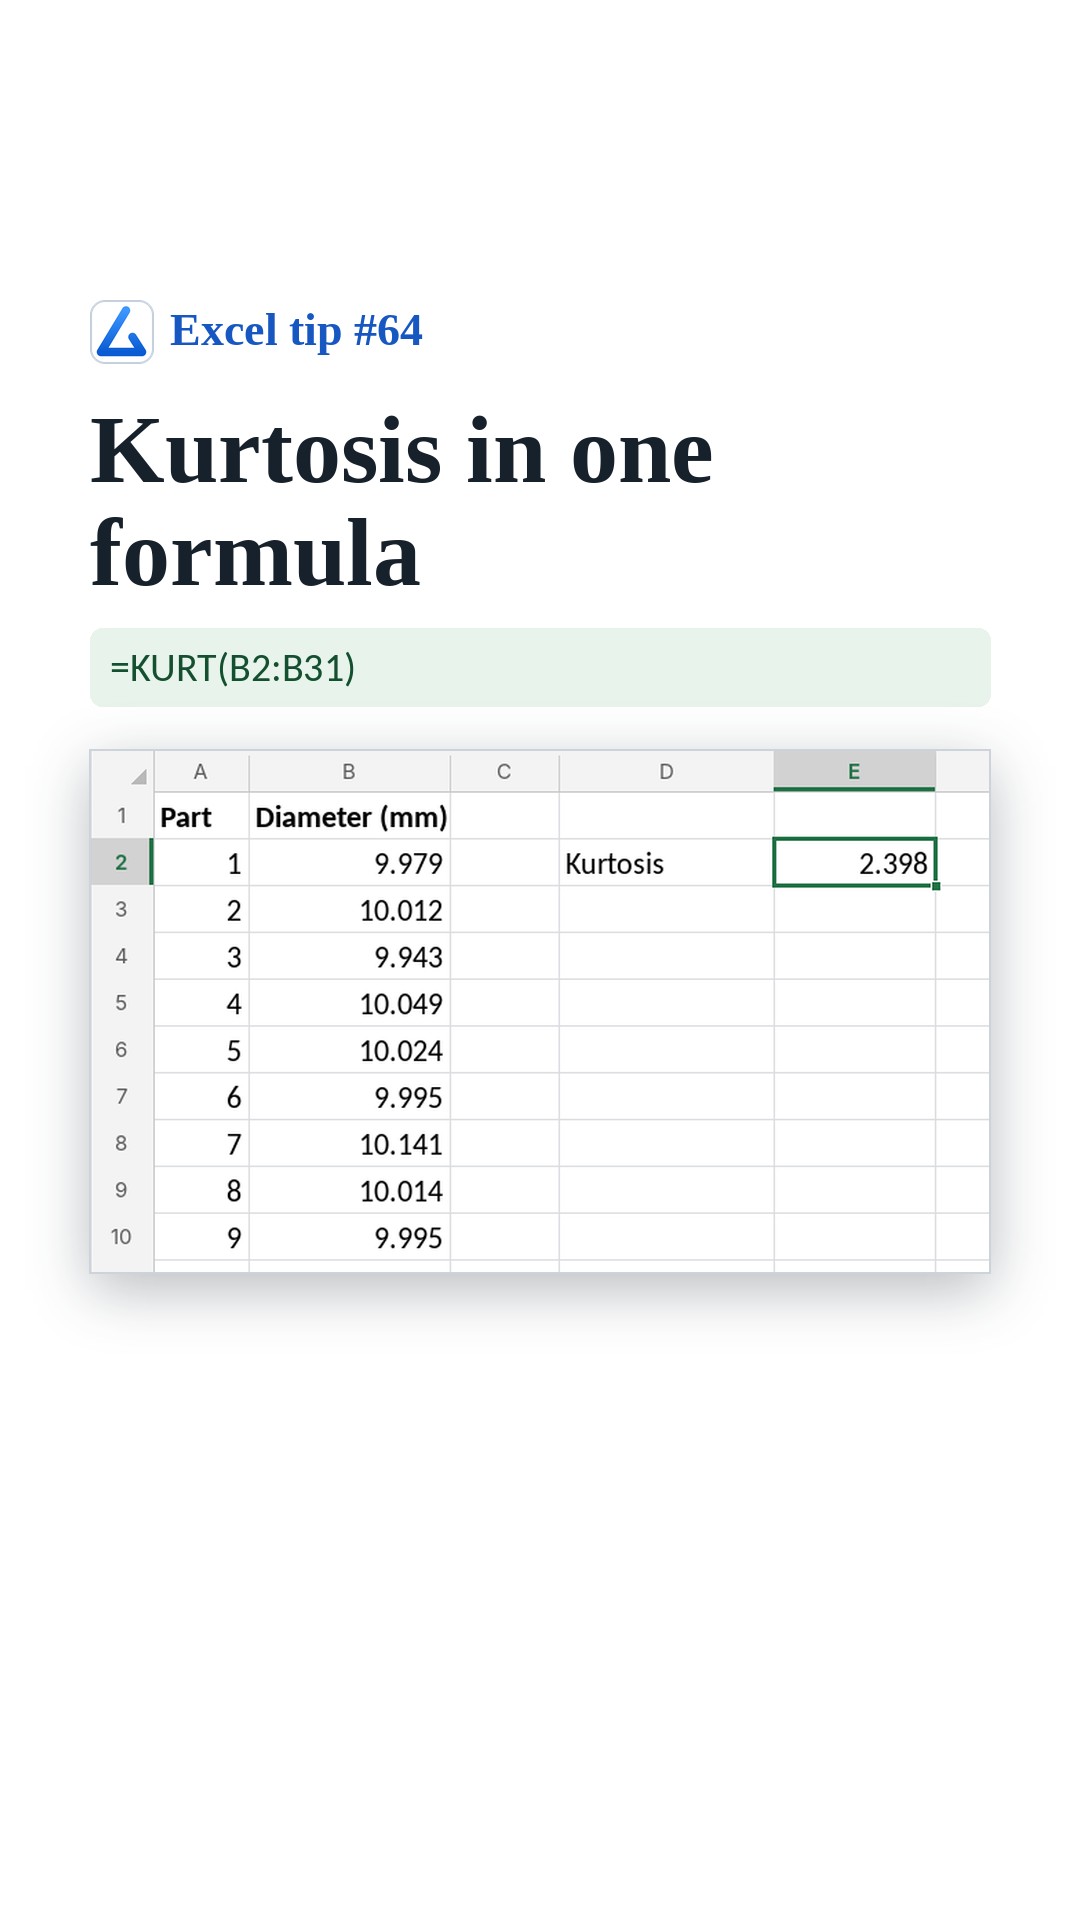 Excel tip #64
Kurtosis in one
formula
=KURT(B2:B31)
A B C D E
1 Part Diameter (mm)
2 1 9.979 Kurtosis 2.398
3 2 10.012
4 3 9.943
5 4 10.049
6 5 10.024
7 6 9.995
8 7 10.141
9 8 10.014
10 9 9.995